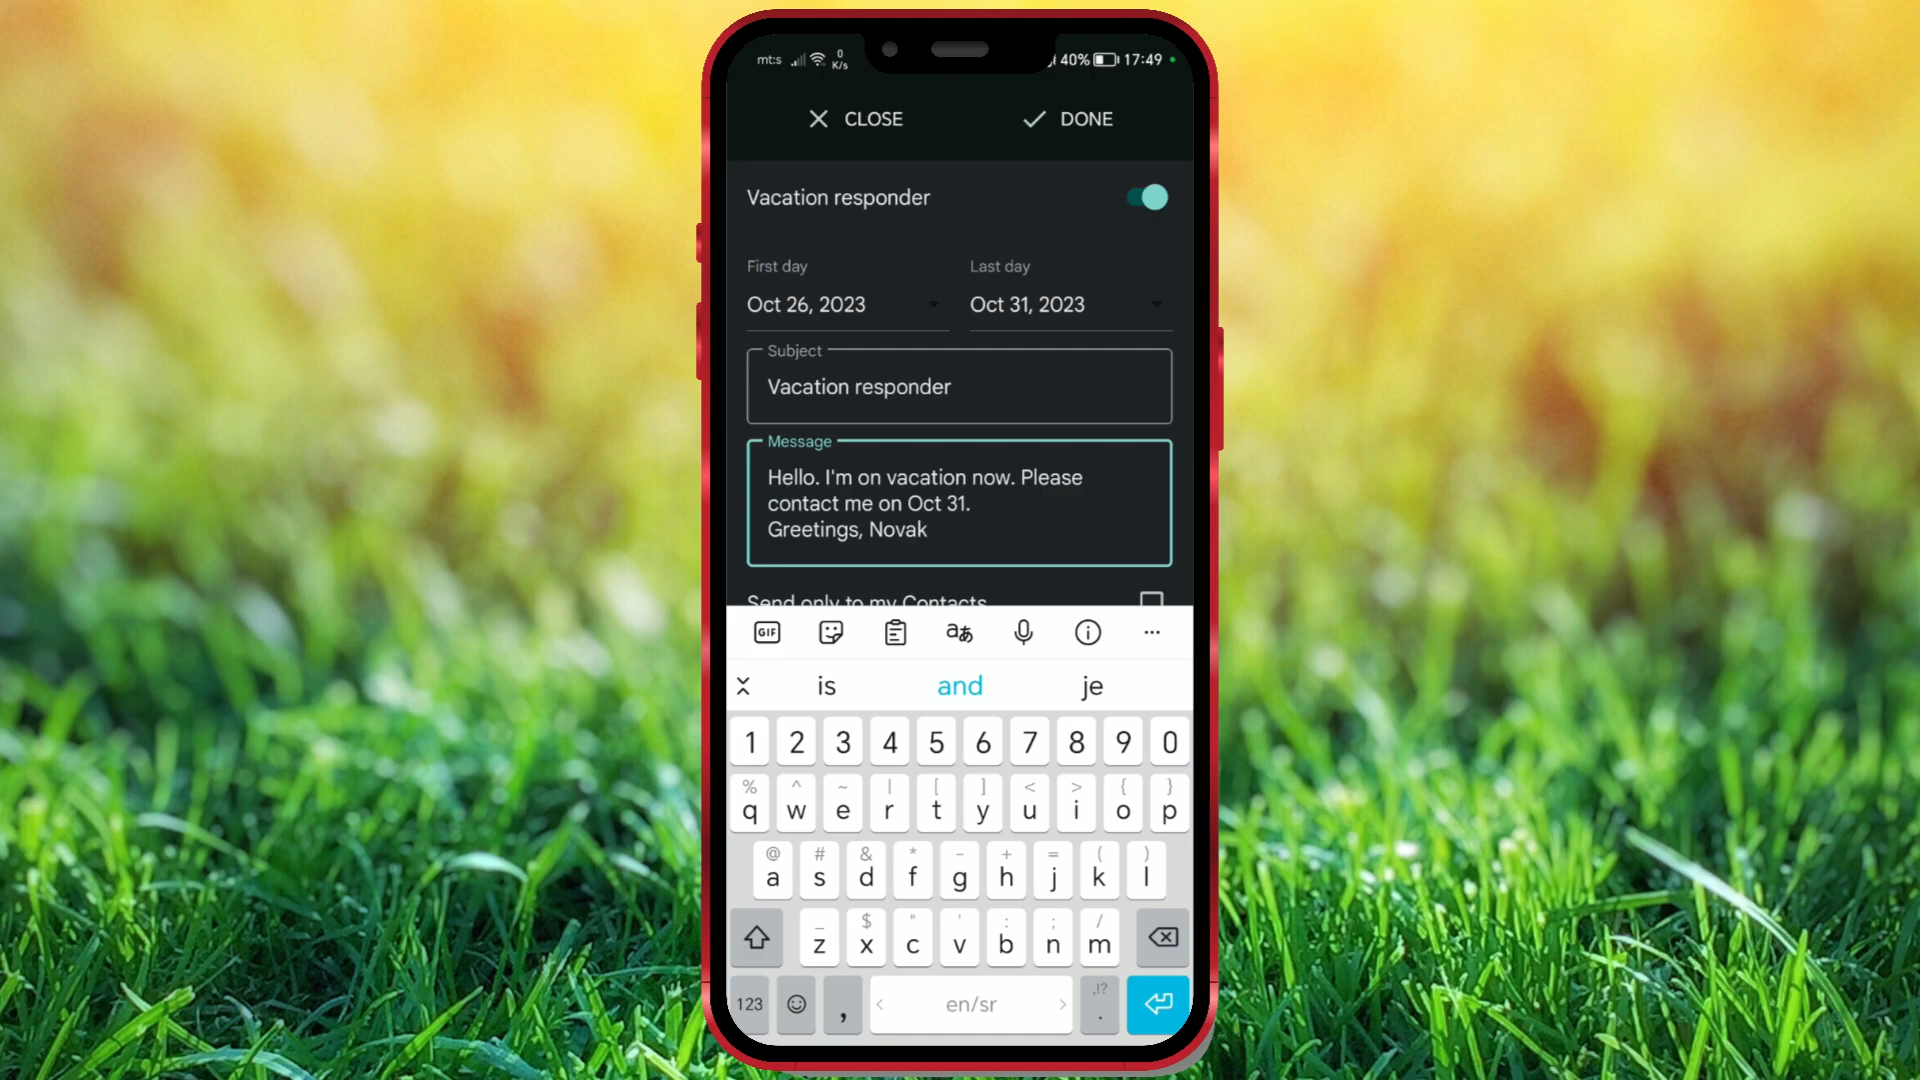 mt:s 0 K/s 40% 17:49
CLOSE DONE
Vacation responder
First day Last day
Oct 26, 2023 Oct 31, 2023
Subject
Vacation responder
Message
Hello. I'm on vacation now. Please
contact me on Oct 31.
Greetings, Novak
Send only to my Contacts
GIF aあ
is and je
1 2 3 4 5 6 7 8 9 0
% ^ ~ | [ ] < > { }
q w e r t y u i o p
@ # & * - + = ( )
a s d f g h j k l
_ $ " ' : ; /
z x c v b n m
,!?
123 , < en/sr > .